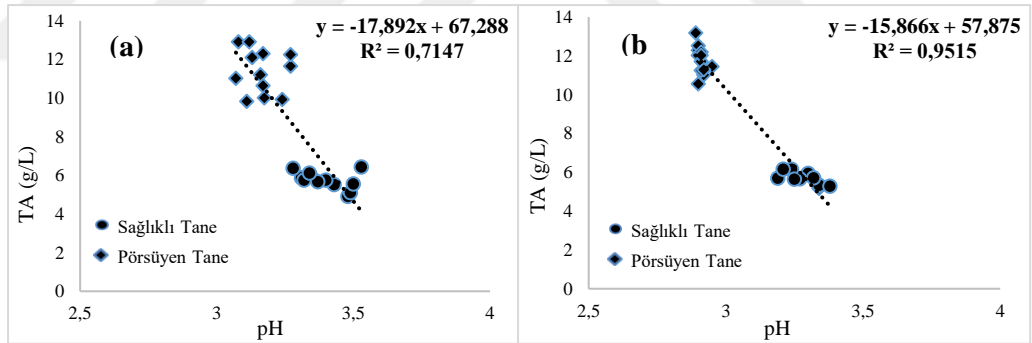 (a)
y = -17,892x + 67,288
R² = 0,7147
14
12
10
8
6
4
2
0
TA (g/L)
Sağlıklı Tane
Pörsüyen Tane
2,5
3
3,5
4
pH
(b
y = -15,866x + 57,875
R² = 0,9515
14
12
10
8
6
4
2
0
TA (g/L)
Sağlıklı Tane
Pörsüyen Tane
2,5
3
3,5
4
pH